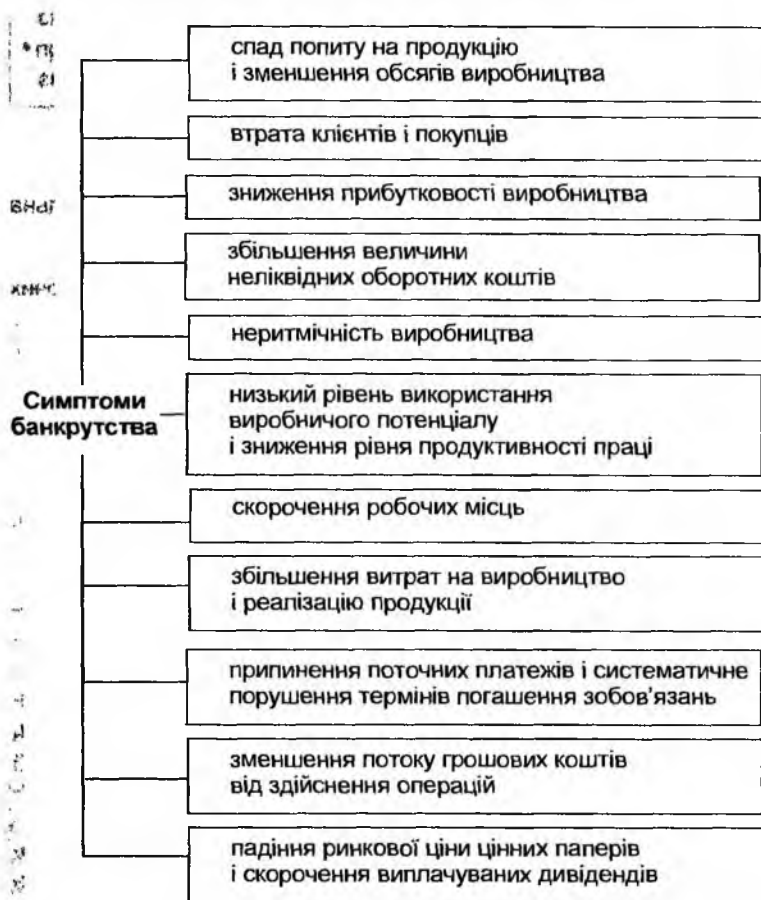 спад попиту на продукцію
і зменшення обсягів виробництва
втрата клієнтів і покупців
зниження прибутковості виробництва
збільшення величини
неліквідних оборотних коштів
неритмічність виробництва
Симптоми
банкрутства
низький рівень використання
виробничого потенціалу
і зниження рівня продуктивності праці
скорочення робочих місць
збільшення витрат на виробництво
і реалізацію продукції
припинення поточних платежів і систематичне
порушення термінів погашення зобов'язань
зменшення потоку грошових коштів
від здійснення операцій
падіння ринкової ціни цінних паперів
і скорочення виплачуваних дивідендів